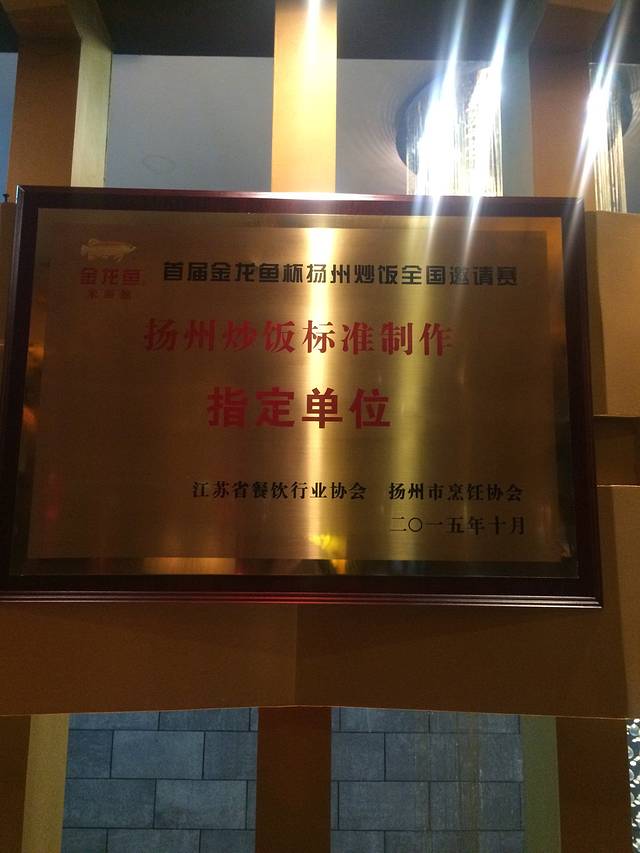 金龙鱼
首届金龙鱼杯扬州炒饭全国邀请赛
扬州炒饭标准制作
指定单位
江苏省餐饮行业协会 扬州市烹饪协会
二〇一五年十月